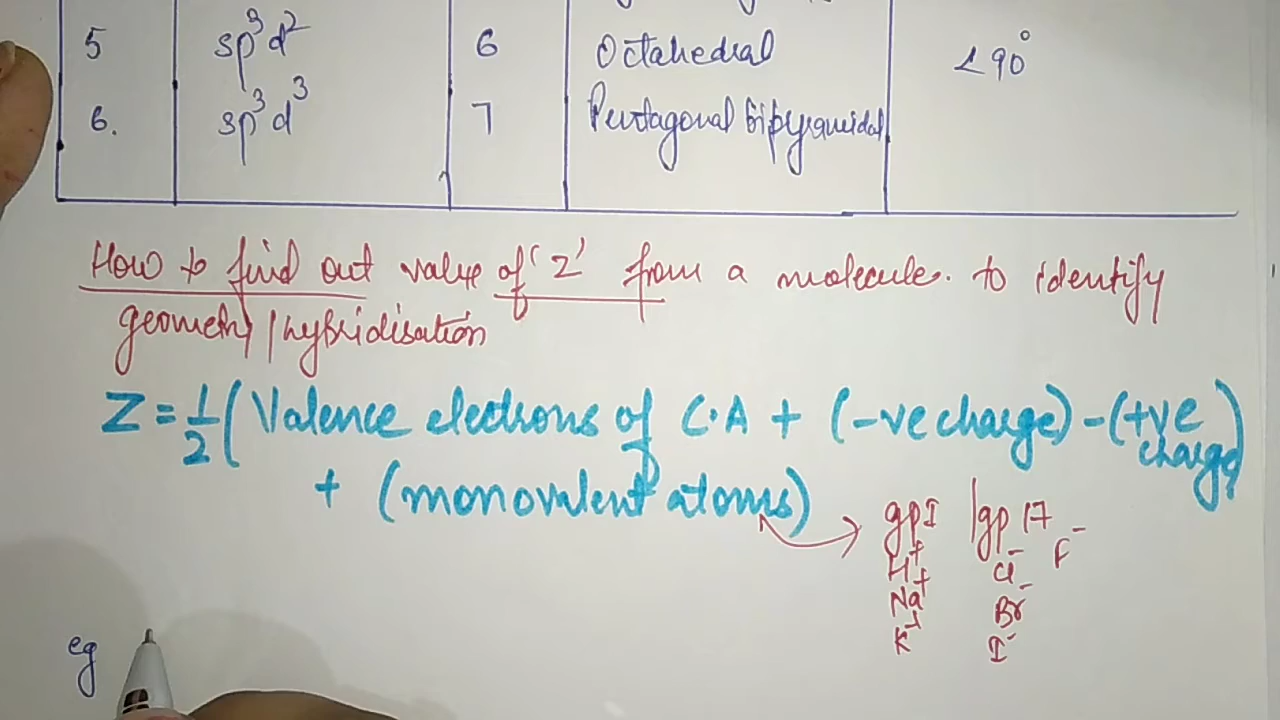 5 sp³d² 6 Octahedral <90°
6. sp³d³ 7 Pentagonal bipyramidal
How to find out value of 'Z' from a molecule. to identify
geometry / hybridisation
Z = 1/2 ( Valence electrons of C.A + (-ve charge) - (+ve charge)
+ (monovalent atoms)
gp I | gp 17
H⁺ Cl⁻ F⁻
Na⁺ Br⁻
K⁺ I⁻
eg